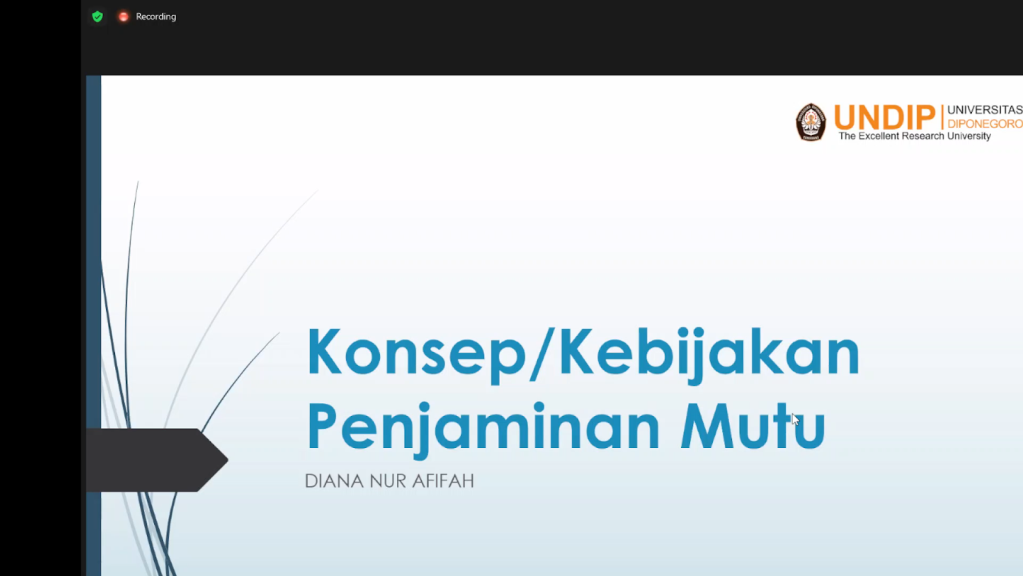 Recording
UNDIP
UNIVERSITAS
DIPONEGORO
The Excellent Research University
Konsep/Kebijakan
Penjaminan Mutu
DIANA NUR AFIFAH